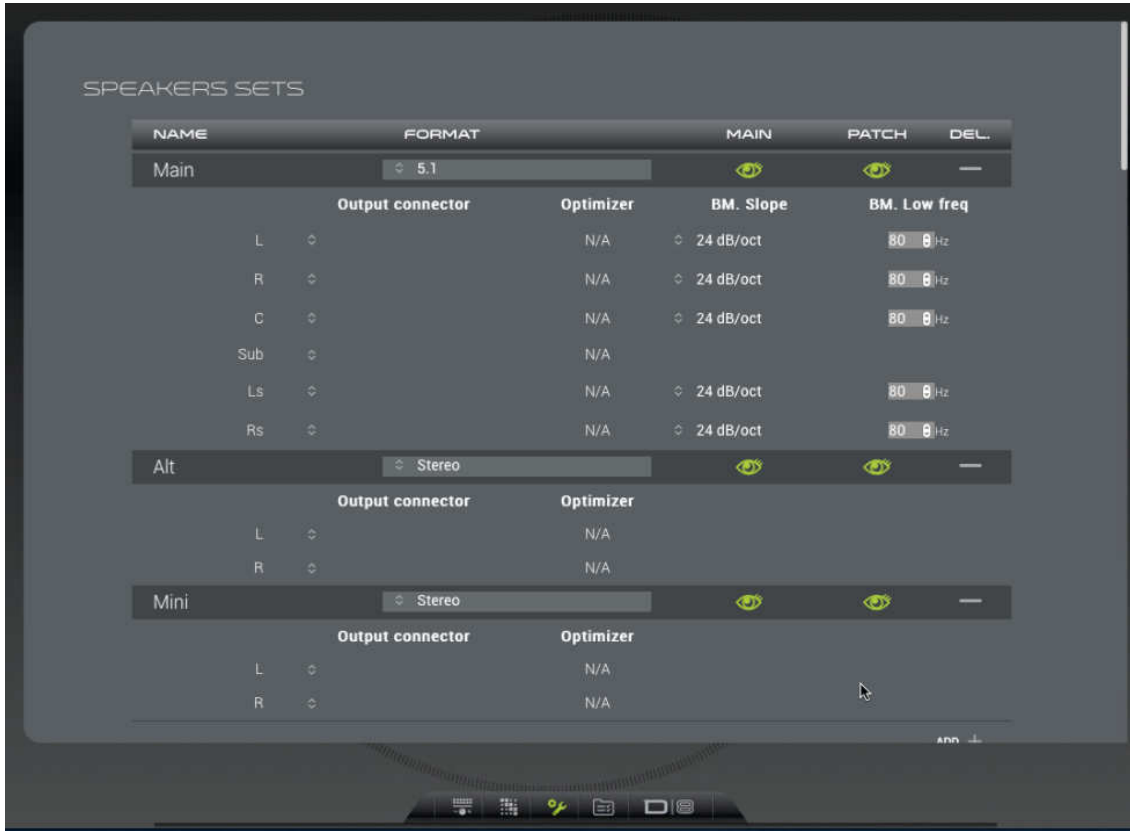 SPEAKERS SETS
NAME FORMAT MAIN PATCH DEL.
Main 5.1
Output connector Optimizer BM. Slope BM. Low freq
L N/A 24 dB/oct 80 Hz
R N/A 24 dB/oct 80 Hz
C N/A 24 dB/oct 80 Hz
Sub N/A
Ls N/A 24 dB/oct 80 Hz
Rs N/A 24 dB/oct 80 Hz
Alt Stereo
Output connector Optimizer
L N/A
R N/A
Mini Stereo
Output connector Optimizer
L N/A
R N/A
ADD